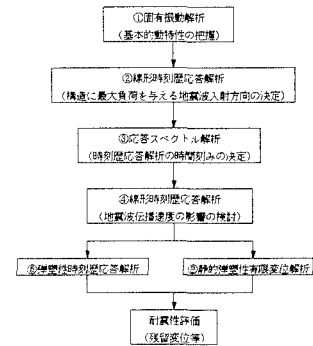 ①固有振動解析
(基本的動特性の把握)
②線形時刻歴応答解析
(構造に最大負荷を与える地震波入射方向の決定)
③応答スペクトル解析
(時刻歴応答解析の時間刻みの決定)
④線形時刻歴応答解析
(地震波伝播速度の影響の検討)
⑥弾塑性時刻歴応答解析
⑤静的弾塑性有限変位解析
耐震性評価
(残留変位等)